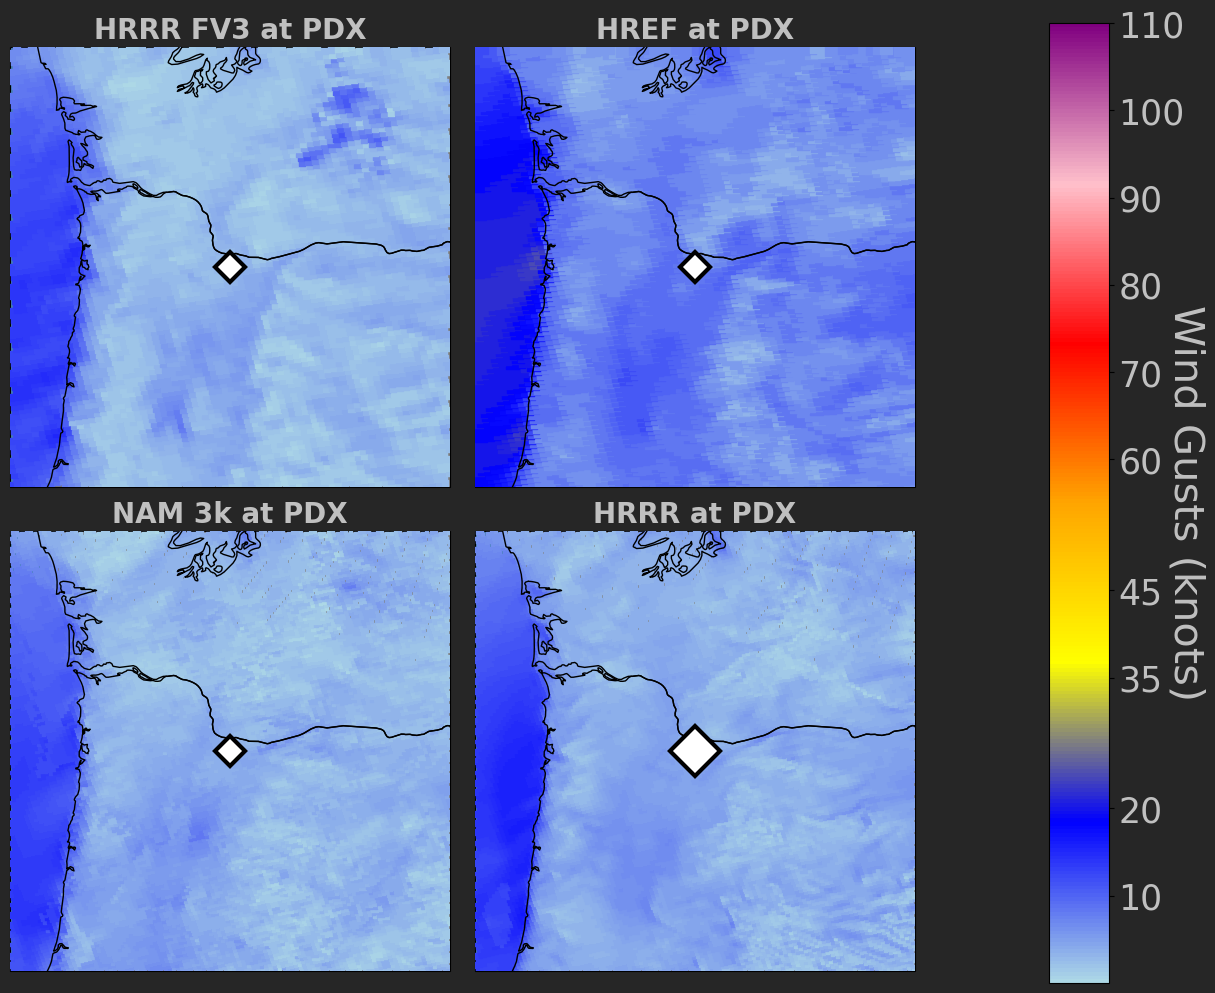 HRRR FV3 at PDX
HREF at PDX
NAM 3k at PDX
HRRR at PDX
110
100
90
80
70
60
45
35
20
10
Wind Gusts (knots)